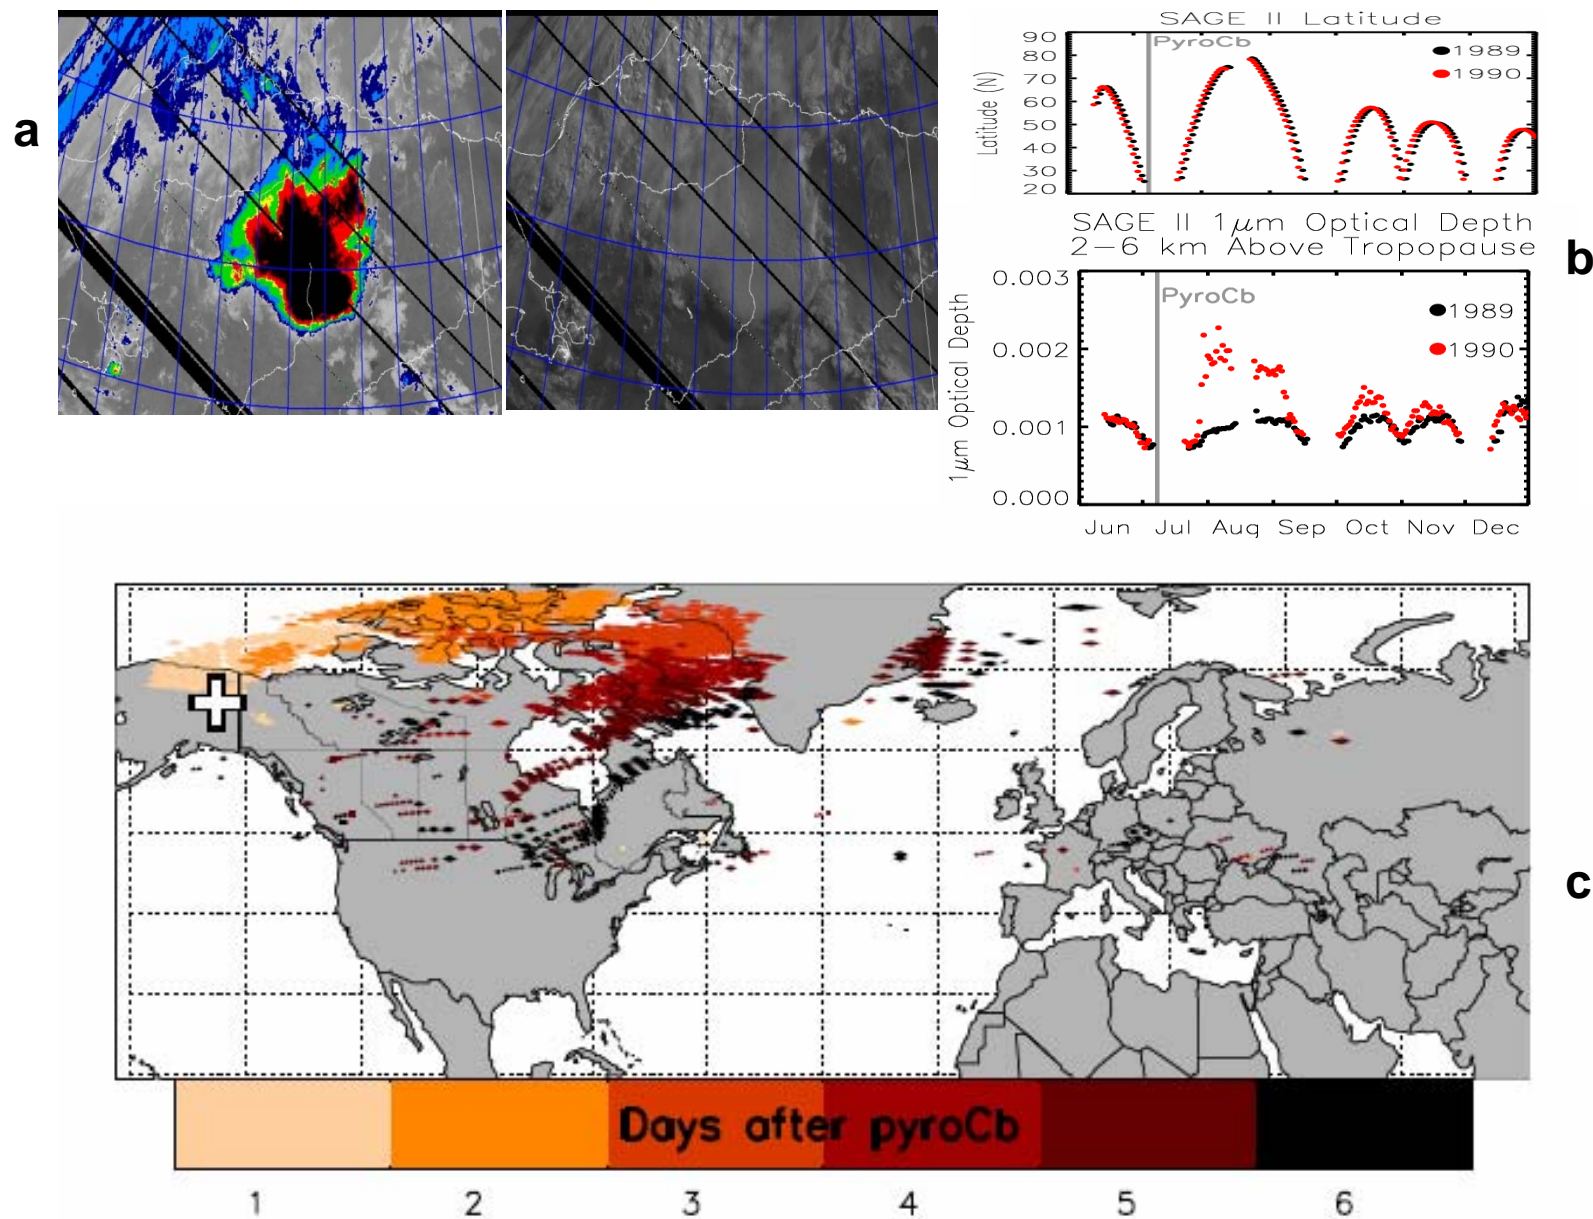 a
SAGE II Latitude
90
80
70
60
50
40
30
20
Latitude (N)
PyroCb
1989
1990
b
SAGE II 1μm Optical Depth
2-6 km Above Tropopause
0.003
0.002
0.001
0.000
1μm Optical Depth
PyroCb
1989
1990
Jun Jul Aug Sep Oct Nov Dec
c
Days after pyroCb
1 2 3 4 5 6